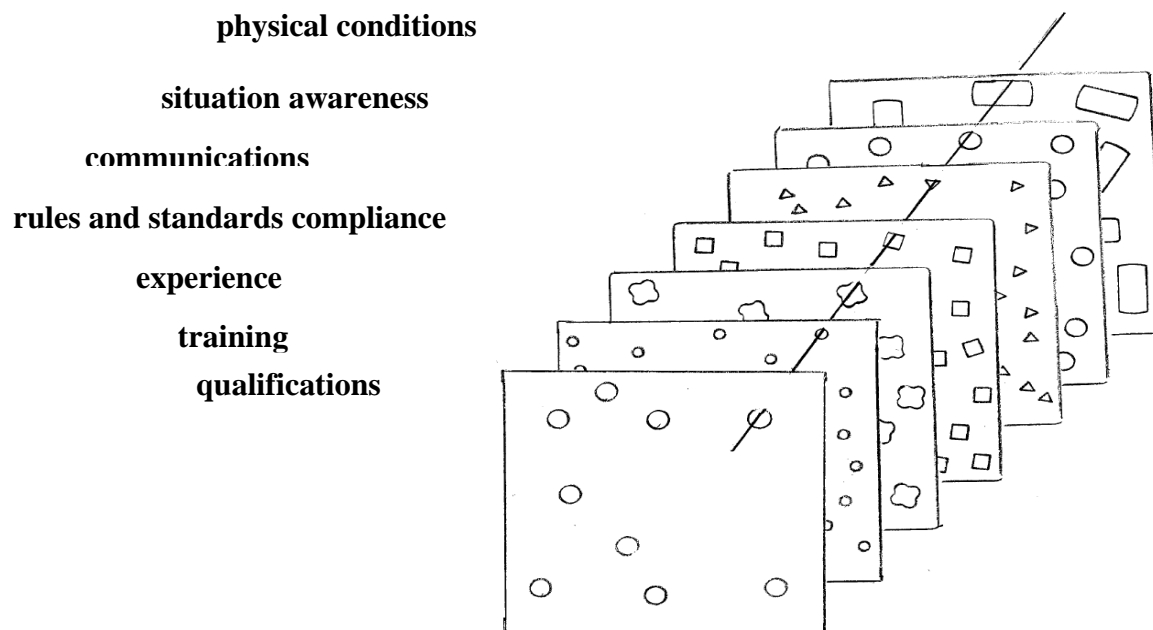 physical conditions
situation awareness
communications
rules and standards compliance
experience
training
qualifications